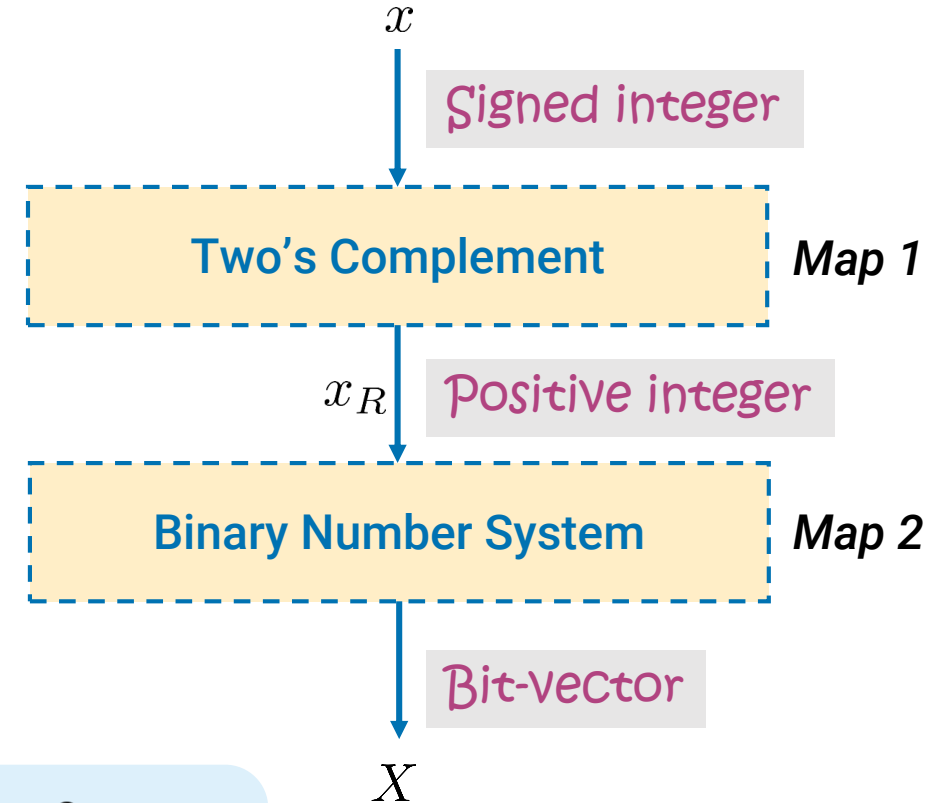 x
Signed integer
Two’s Complement
Map 1
x_R
Positive integer
Binary Number System
Map 2
Bit-vector
X